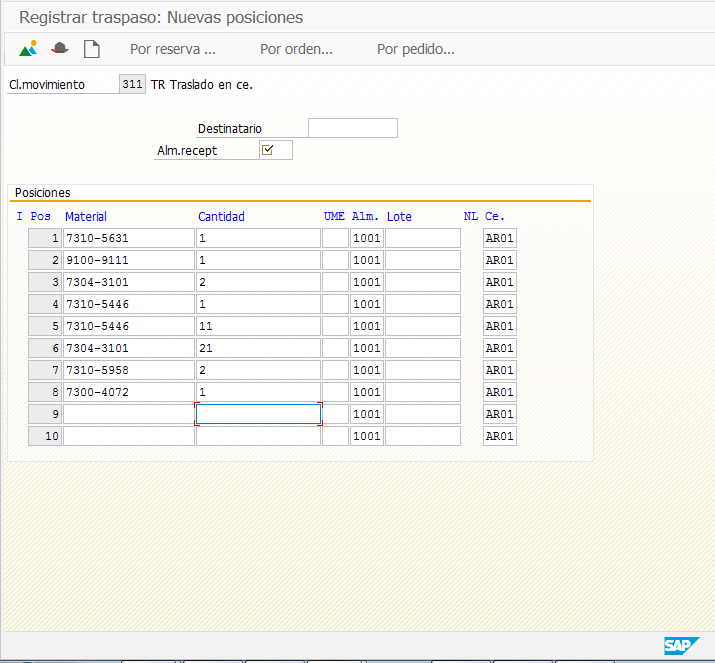 Registrar traspaso: Nuevas posiciones
Por reserva ... Por orden... Por pedido...
Cl.movimiento 311 TR Traslado en ce.
Destinatario
Alm.recept
Posiciones
I Pos Material Cantidad UME Alm. Lote NL Ce.
1 7310-5631 1 1001 AR01
2 9100-9111 1 1001 AR01
3 7304-3101 2 1001 AR01
4 7310-5446 1 1001 AR01
5 7310-5446 11 1001 AR01
6 7304-3101 21 1001 AR01
7 7310-5958 2 1001 AR01
8 7300-4072 1 1001 AR01
9 1001 AR01
10 1001 AR01
SAP